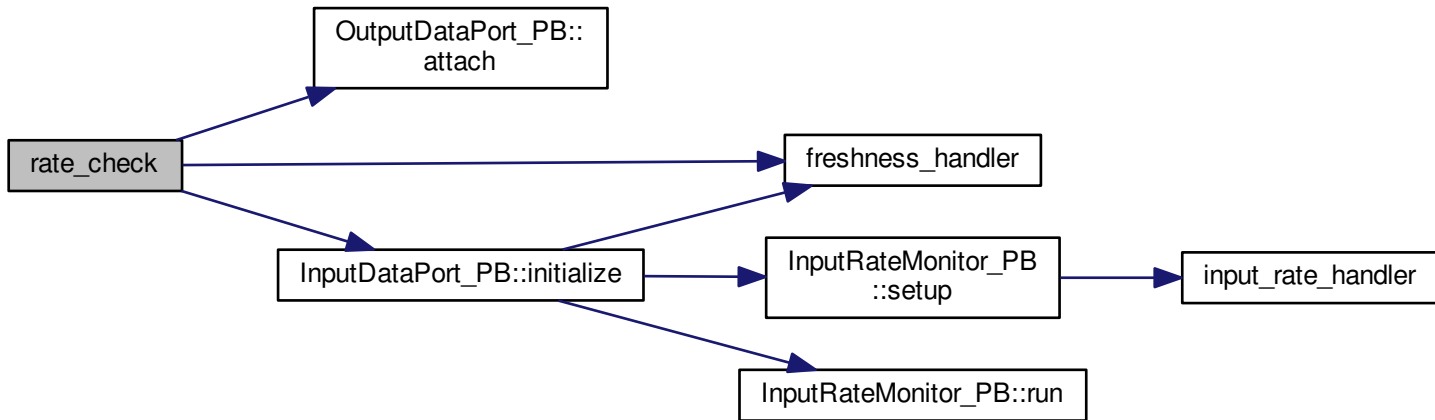 OutputDataPort_PB::
attach
rate_check
freshness_handler
InputDataPort_PB::initialize
InputRateMonitor_PB
::setup
input_rate_handler
InputRateMonitor_PB::run